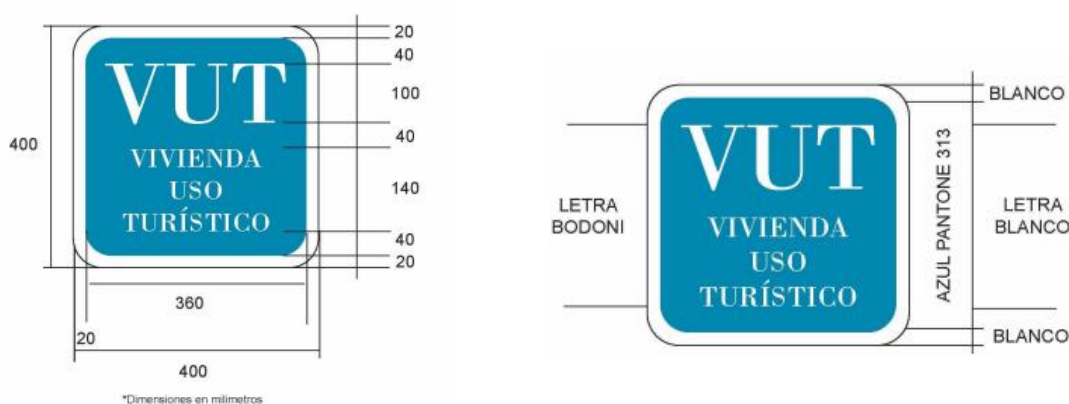 20
40
100
40
140
40
20
400
VUT
VIVIENDA
USO
TURÍSTICO
360
20
400
*Dimensiones en milimetros
LETRA
BODONI
VUT
VIVIENDA
USO
TURÍSTICO
BLANCO
AZUL PANTONE 313
LETRA
BLANCO
BLANCO